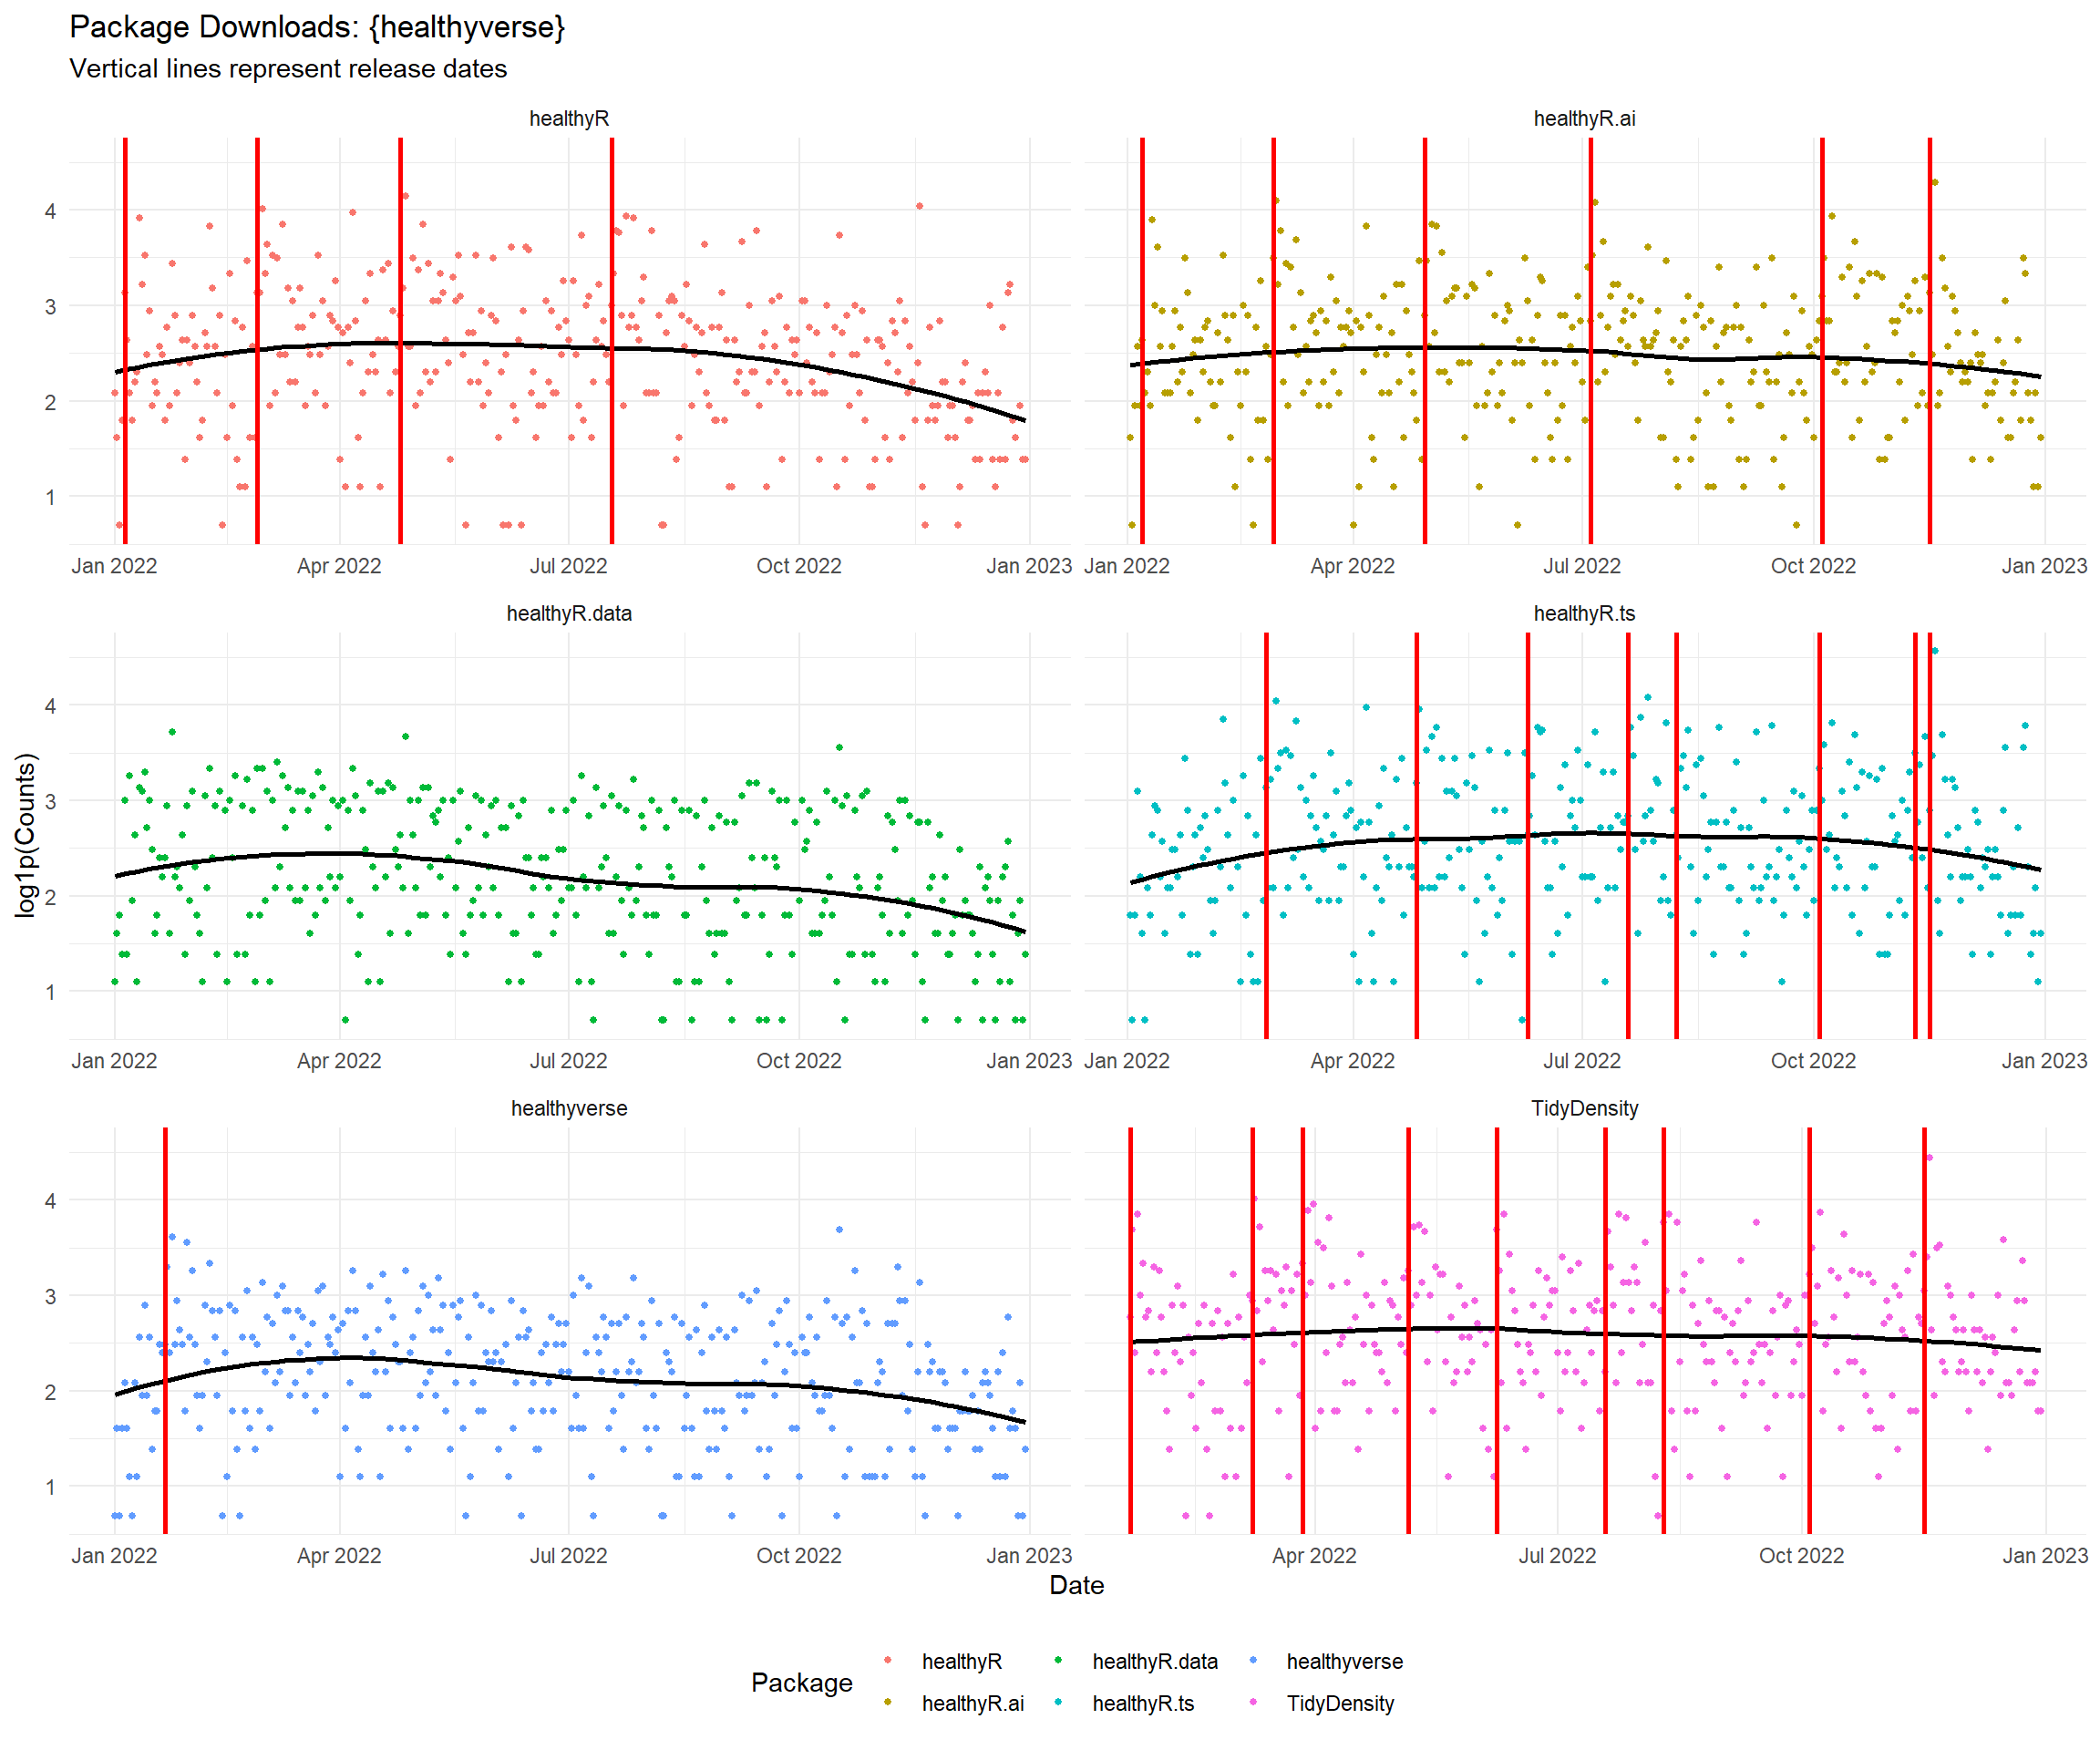 Package Downloads: {healthyverse}
Vertical lines represent release dates
healthyR
healthyR.ai
4
3
2
1
Jan 2022 Apr 2022 Jul 2022 Oct 2022 Jan 2023
Jan 2022 Apr 2022 Jul 2022 Oct 2022 Jan 2023
healthyR.data
healthyR.ts
log1p(Counts)
4
3
2
1
Jan 2022 Apr 2022 Jul 2022 Oct 2022 Jan 2023
Jan 2022 Apr 2022 Jul 2022 Oct 2022 Jan 2023
healthyverse
TidyDensity
4
3
2
1
Jan 2022 Apr 2022 Jul 2022 Oct 2022 Jan 2023
Apr 2022 Jul 2022 Oct 2022 Jan 2023
Date
Package
healthyR healthyR.data healthyverse
healthyR.ai healthyR.ts TidyDensity